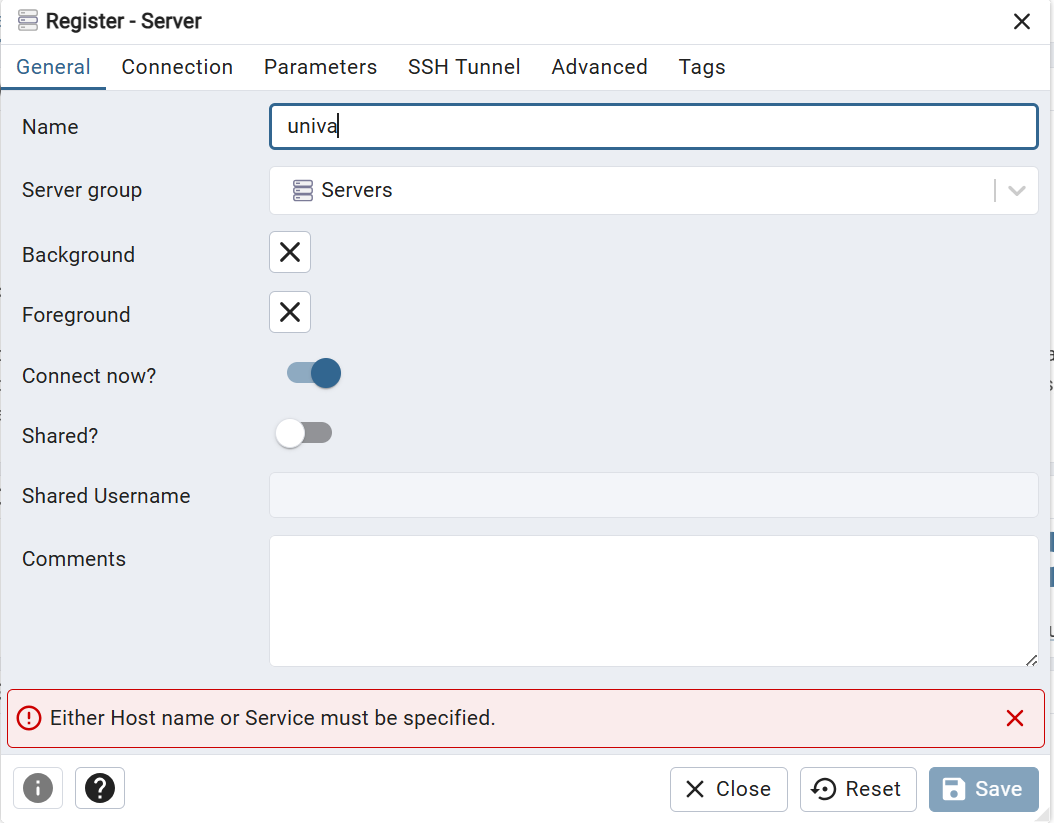 Register - Server
General Connection Parameters SSH Tunnel Advanced Tags
Name univa
Server group Servers
Background
Foreground
Connect now?
Shared?
Shared Username
Comments
Either Host name or Service must be specified.
Close Reset Save